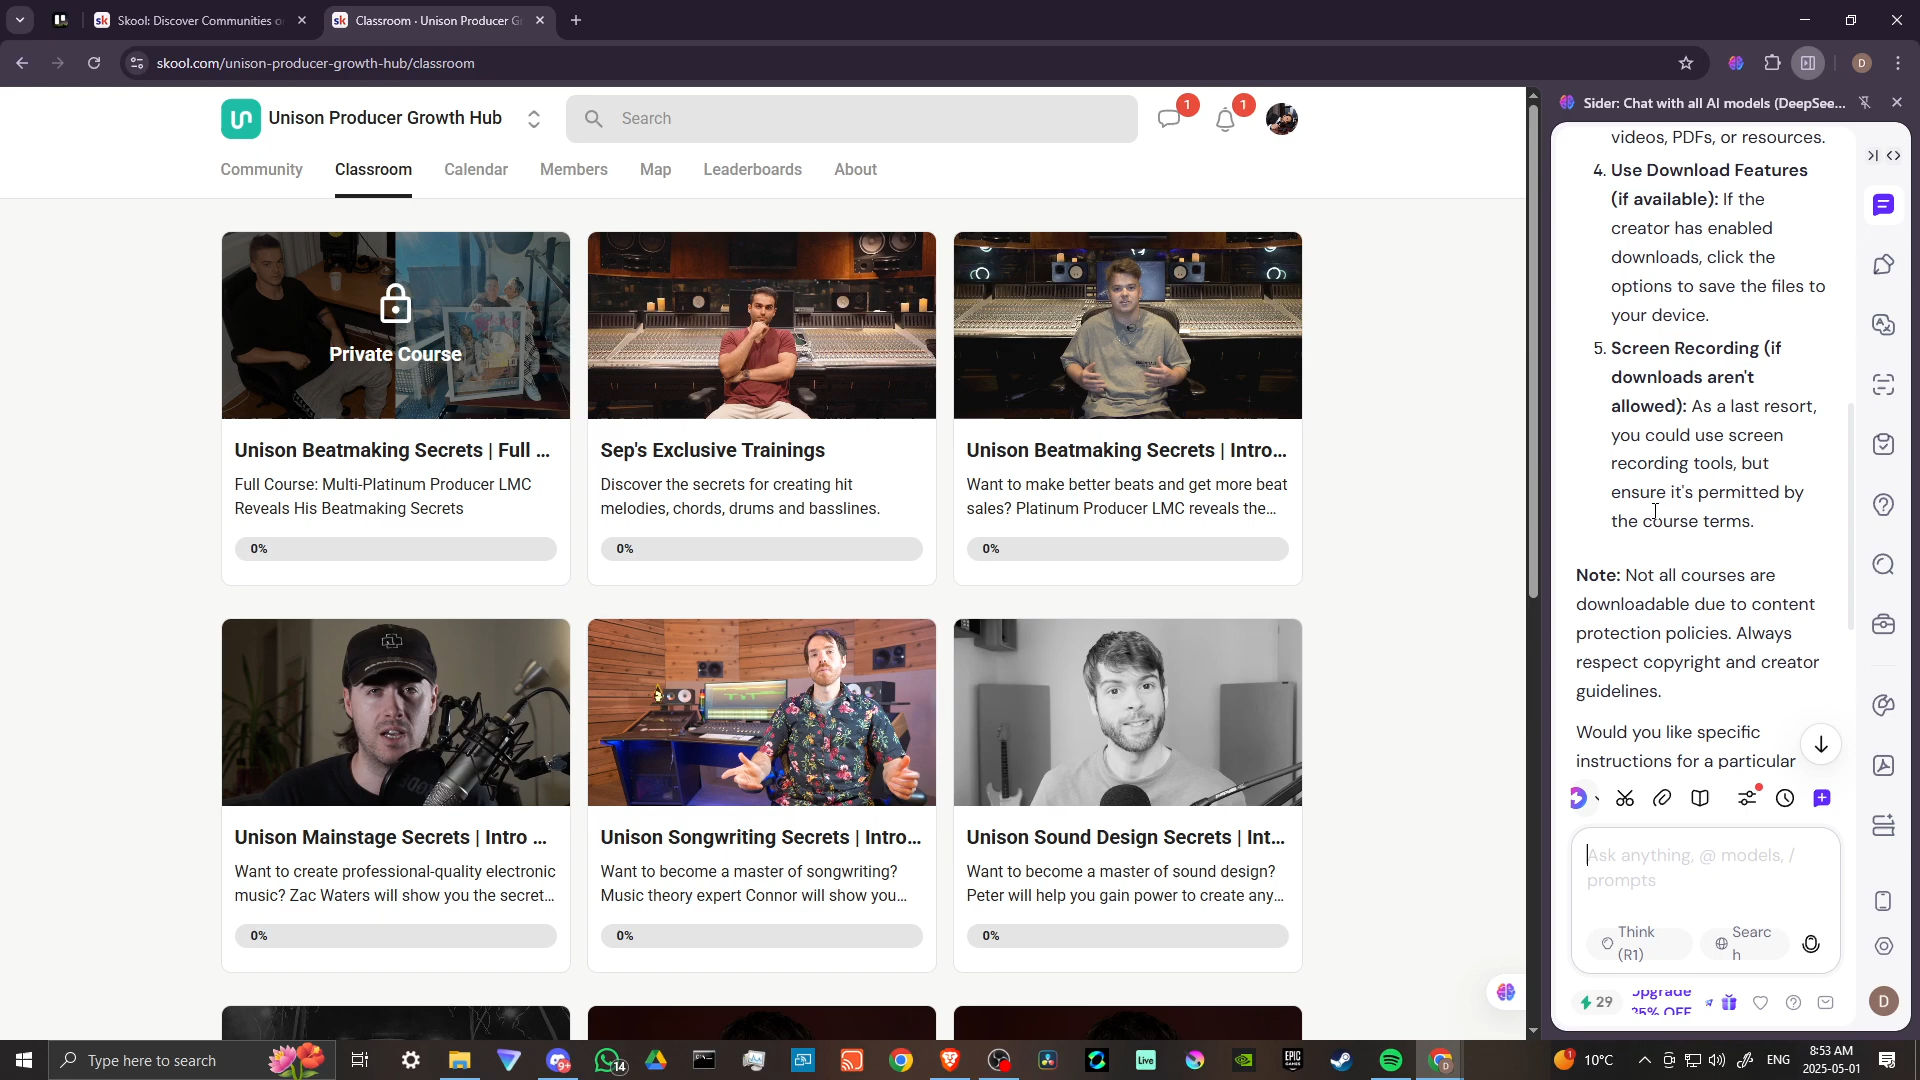 Skool: Discover Communities o
Classroom · Unison Producer G
skool.com/unison-producer-growth-hub/classroom
D
Sider: Chat with all AI models (DeepSee...
Unison Producer Growth Hub
Search
1
1
Community
Classroom
Calendar
Members
Map
Leaderboards
About
Private Course
Unison Beatmaking Secrets | Full ...
Full Course: Multi-Platinum Producer LMC
Reveals His Beatmaking Secrets
0%
Sep's Exclusive Trainings
Discover the secrets for creating hit
melodies, chords, drums and basslines.
0%
Unison Beatmaking Secrets | Intro...
Want to make better beats and get more beat
sales? Platinum Producer LMC reveals the...
0%
Unison Mainstage Secrets | Intro ...
Want to create professional-quality electronic
music? Zac Waters will show you the secret...
0%
Unison Songwriting Secrets | Intro...
Want to become a master of songwriting?
Music theory expert Connor will show you...
0%
Unison Sound Design Secrets | Int...
Want to become a master of sound design?
Peter will help you gain power to create any...
0%
videos, PDFs, or resources.
4. Use Download Features
(if available): If the
creator has enabled
downloads, click the
options to save the files to
your device.
5. Screen Recording (if
downloads aren't
allowed): As a last resort,
you could use screen
recording tools, but
ensure it's permitted by
the course terms.
Note: Not all courses are
downloadable due to content
protection policies. Always
respect copyright and creator
guidelines.
Would you like specific
instructions for a particular
Ask anything, @ models, /
prompts
Think
(R1)
Searc
h
29
Upgrade
25% OFF
D
Type here to search
14
9+
Live
EPIC
GAMES
D
1
10°C
ENG
8:53 AM
2025-05-01